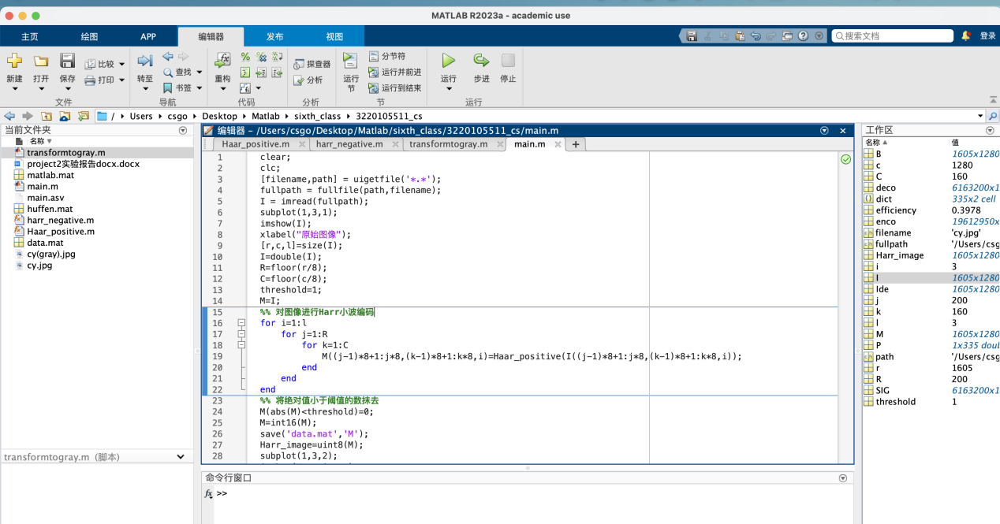 MATLAB R2023a - academic use
主页 绘图 APP 编辑器 发布 视图 搜索文档 登录
新建 打开 保存 比较 打印 转至 查找 书签 重构 探查器 分析 运行节 分节符 运行并前进 运行到结束 运行 步进 停止
文件 导航 代码 分析 节 运行
/ Users csgo Desktop Matlab sixth_class 3220105511_cs
当前文件夹
名称
transformtogray.m
project2实验报告docx.docx
matlab.mat
main.m
main.asv
huffen.mat
harr_negative.m
Haar_positive.m
data.mat
cy(gray).jpg
cy.jpg
transformtogray.m (脚本)
编辑器 – /Users/csgo/Desktop/Matlab/sixth_class/3220105511_cs/main.m
Haar_positive.m harr_negative.m transformtogray.m main.m
1 clear;
2 clc;
3 [filename,path] = uigetfile('*.*');
4 fullpath = fullfile(path,filename);
5 I = imread(fullpath);
6 subplot(1,3,1);
7 imshow(I);
8 xlabel("原始图像");
9 [r,c,l]=size(I);
10 I=double(I);
11 R=floor(r/8);
12 C=floor(c/8);
13 threshold=1;
14 M=I;
15 %% 对图像进行Harr小波编码
16 for i=1:l
17 for j=1:R
18 for k=1:C
19 M((j-1)*8+1:j*8,(k-1)*8+1:k*8,i)=Haar_positive(I((j-1)*8+1:j*8,(k-1)*8+1:k*8,i));
20 end
21 end
22 end
23 %% 将绝对值小于阈值的数抹去
24 M(abs(M)<threshold)=0;
25 M=int16(M);
26 save('data.mat','M');
27 Harr_image=uint8(M);
28 subplot(1,3,2);
命令行窗口
fx >>
工作区
名称 值
B 1605x1280
c 1280
C 160
deco 6163200x1
dict 335x2 cell
efficiency 0.3978
enco 19612950x
filename 'cy.jpg'
fullpath '/Users/csg
Harr_image 1605x1280
i 3
I 1605x1280
Ide 1605x1280
j 200
k 160
l 3
M 1605x1280
P 1x335 doul
path '/Users/csg
r 1605
R 200
SIG 6163200x1
threshold 1